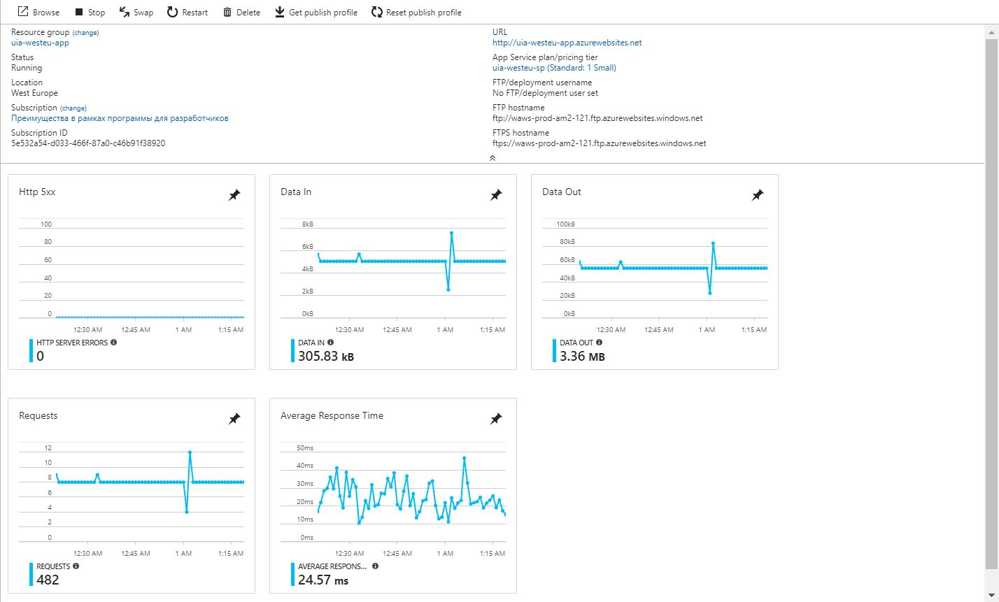 Browse Stop Swap Restart Delete Get publish profile Reset publish profile
Resource group (change)
uia-westeu-app
Status
Running
Location
West Europe
Subscription (change)
Преимущества в рамках программы для разработчиков
Subscription ID
5e532a54-d033-466f-87a0-c46b91f38920
URL
http://uia-westeu-app.azurewebsites.net
App Service plan/pricing tier
uia-westeu-sp (Standard: 1 Small)
FTP/deployment username
No FTP/deployment user set
FTP hostname
ftp://waws-prod-am2-121.ftp.azurewebsites.windows.net
FTPS hostname
ftps://waws-prod-am2-121.ftp.azurewebsites.windows.net
Http 5xx
100
80
60
40
20
0
12:30 AM 12:45 AM 1 AM 1:15 AM
HTTP SERVER ERRORS
0
Data In
8kB
6kB
4kB
2kB
0kB
12:30 AM 12:45 AM 1 AM 1:15 AM
DATA IN
305.83 kB
Data Out
100kB
80kB
60kB
40kB
20kB
0kB
12:30 AM 12:45 AM 1 AM 1:15 AM
DATA OUT
3.36 MB
Requests
12
10
8
6
4
2
0
12:30 AM 12:45 AM 1 AM 1:15 AM
REQUESTS
482
Average Response Time
50ms
40ms
30ms
20ms
10ms
0ms
12:30 AM 12:45 AM 1 AM 1:15 AM
AVERAGE RESPONS...
24.57 ms